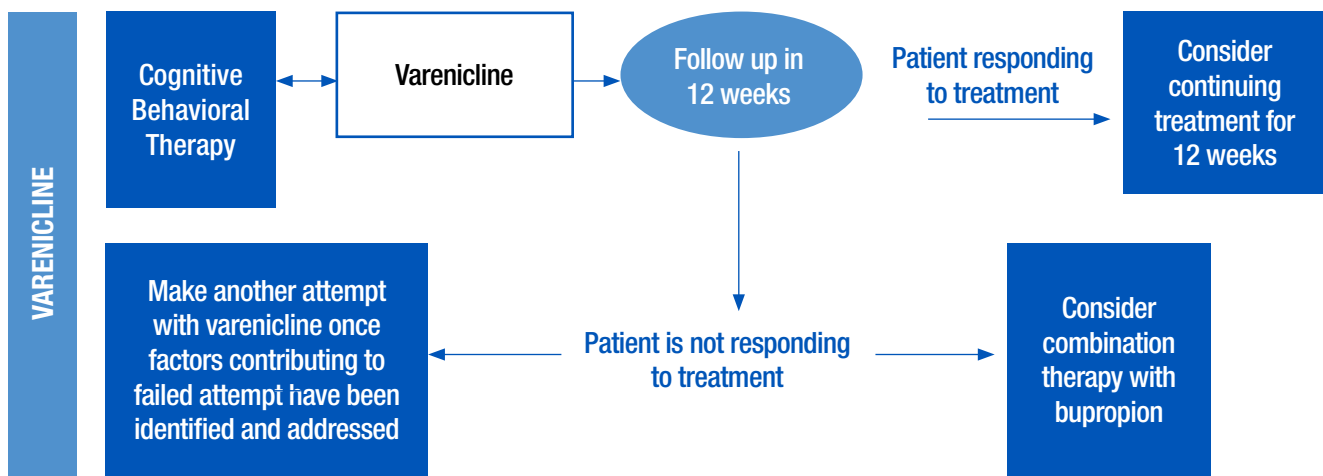 VARENICLINE
Cognitive
Behavioral
Therapy
Varenicline
Follow up in
12 weeks
Patient responding
to treatment
Consider
continuing
treatment for
12 weeks
Make another attempt
with varenicline once
factors contributing to
failed attempt have been
identified and addressed
Patient is not responding
to treatment
Consider
combination
therapy with
bupropion